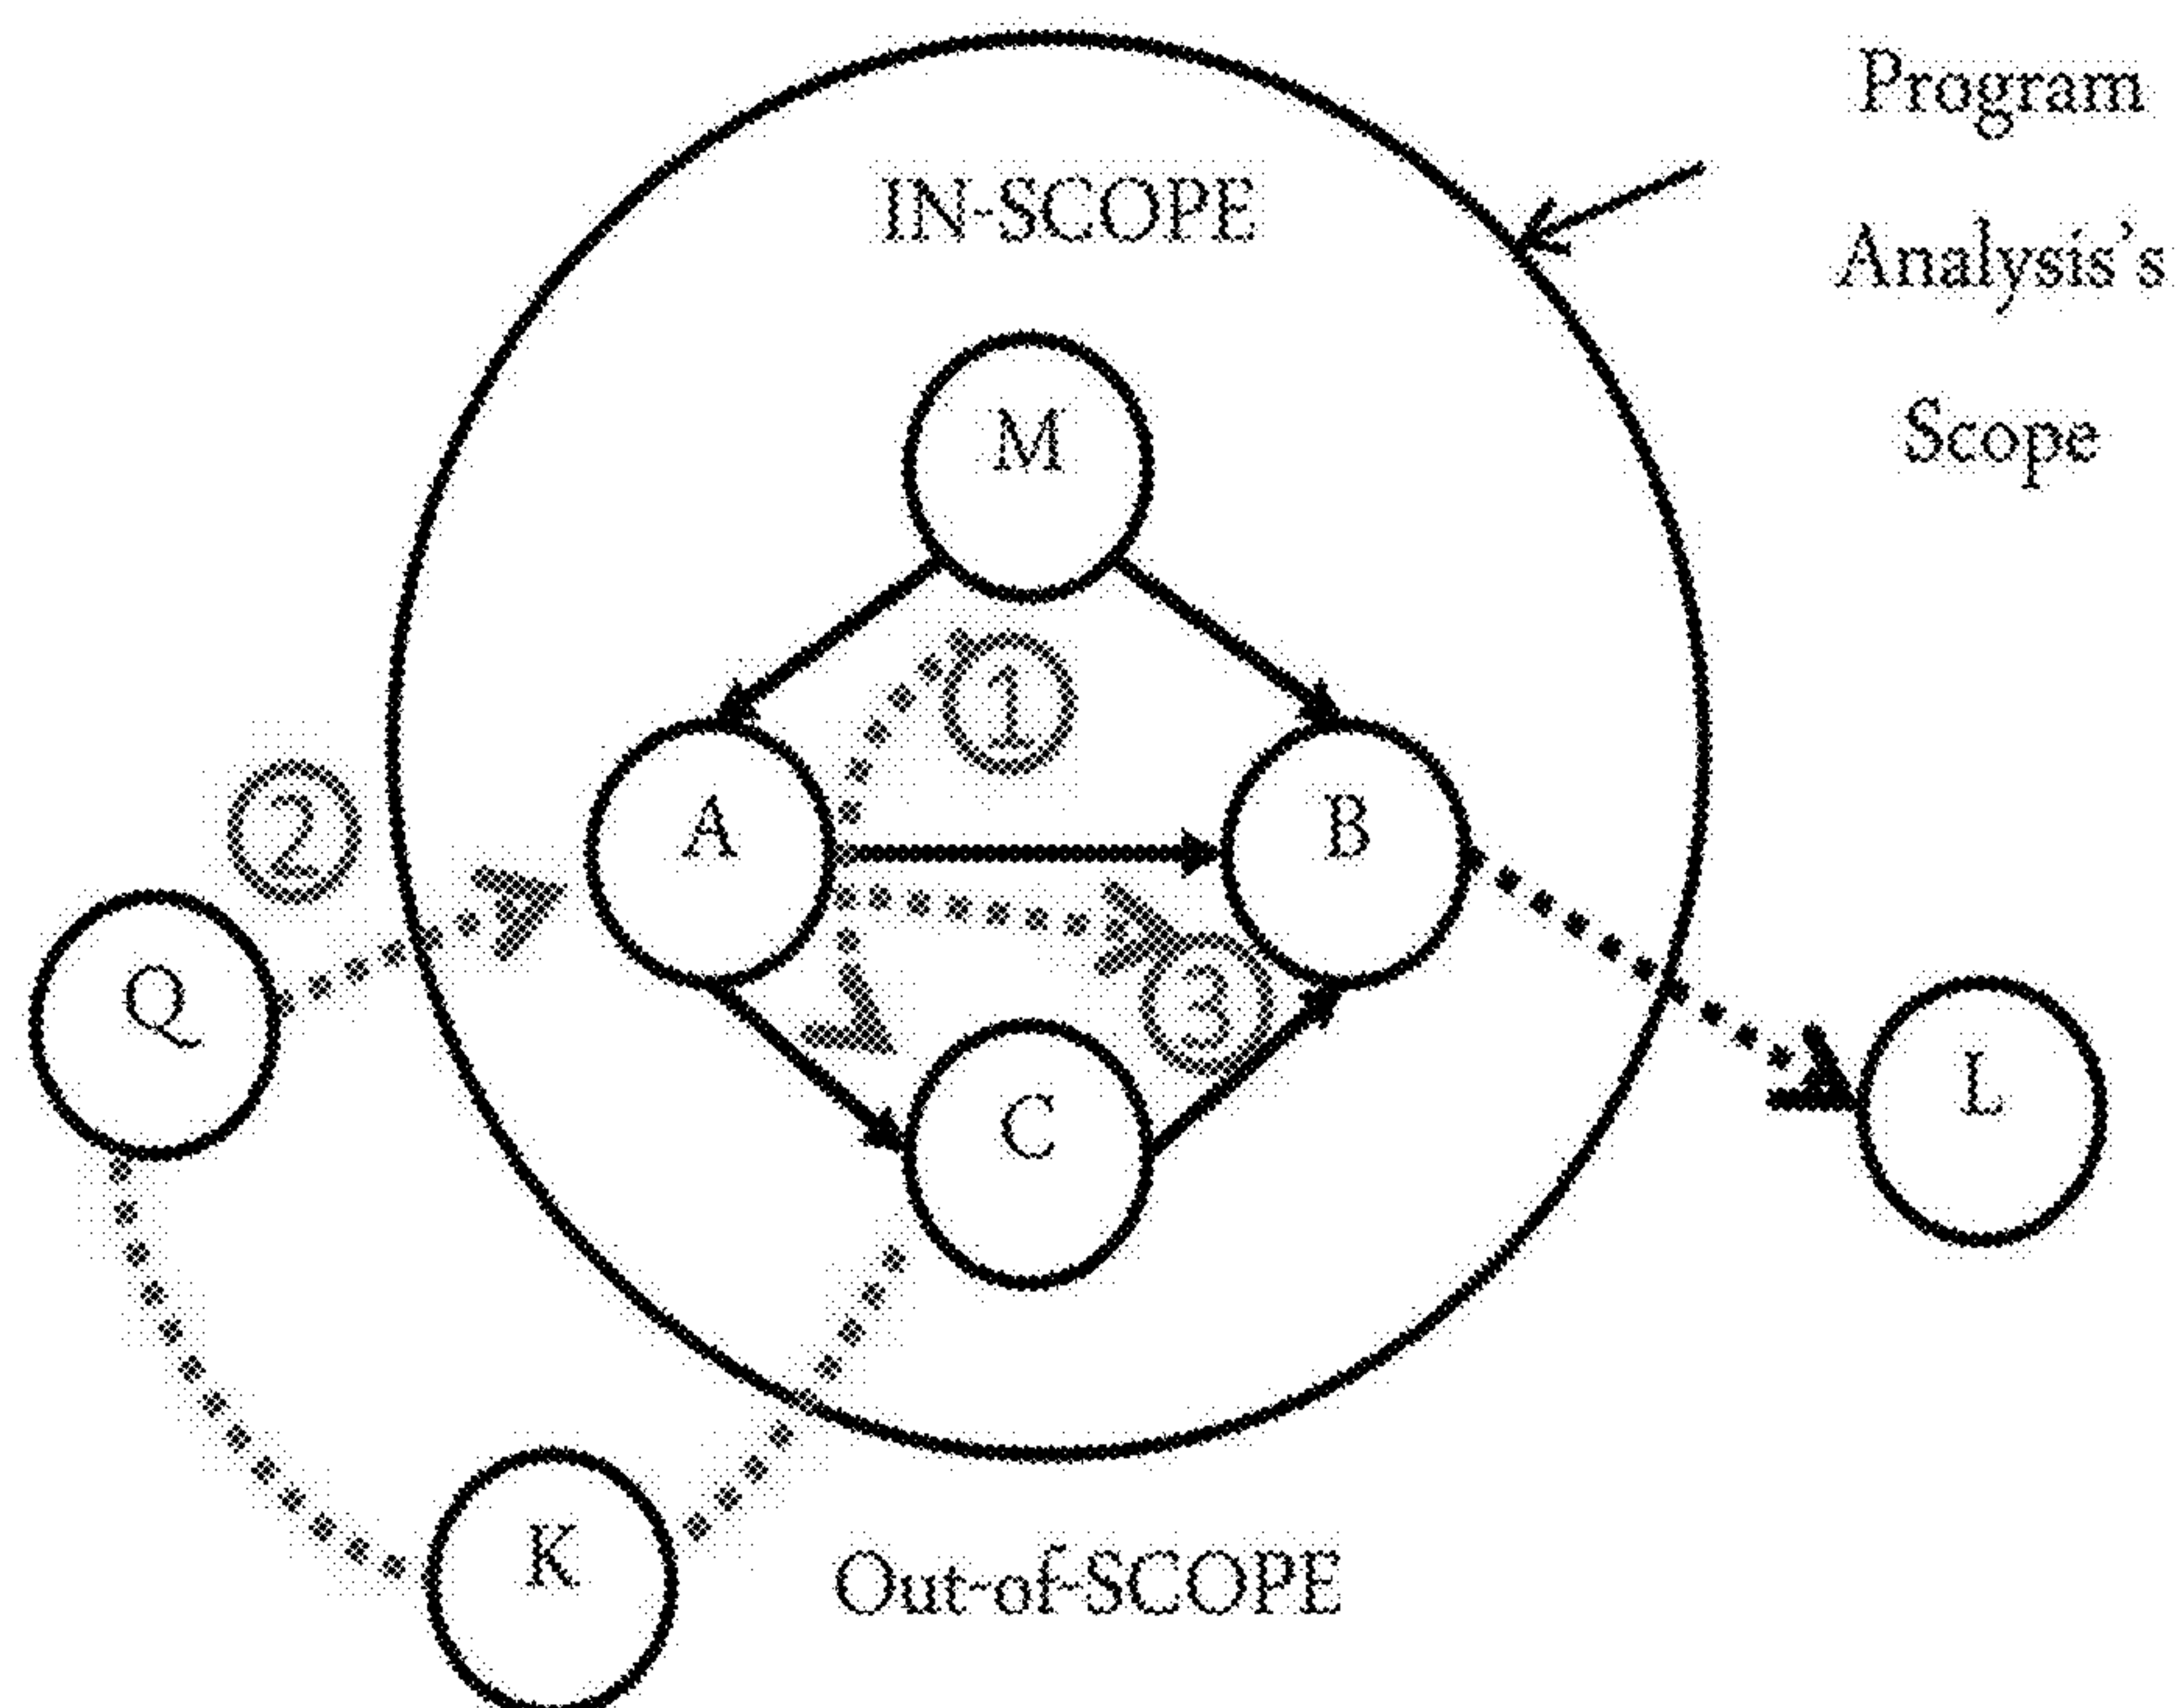 Program
Analysis's
Scope
IN-SCOPE
M
①
A
B
②
Q
③
C
L
K
Out-of-SCOPE